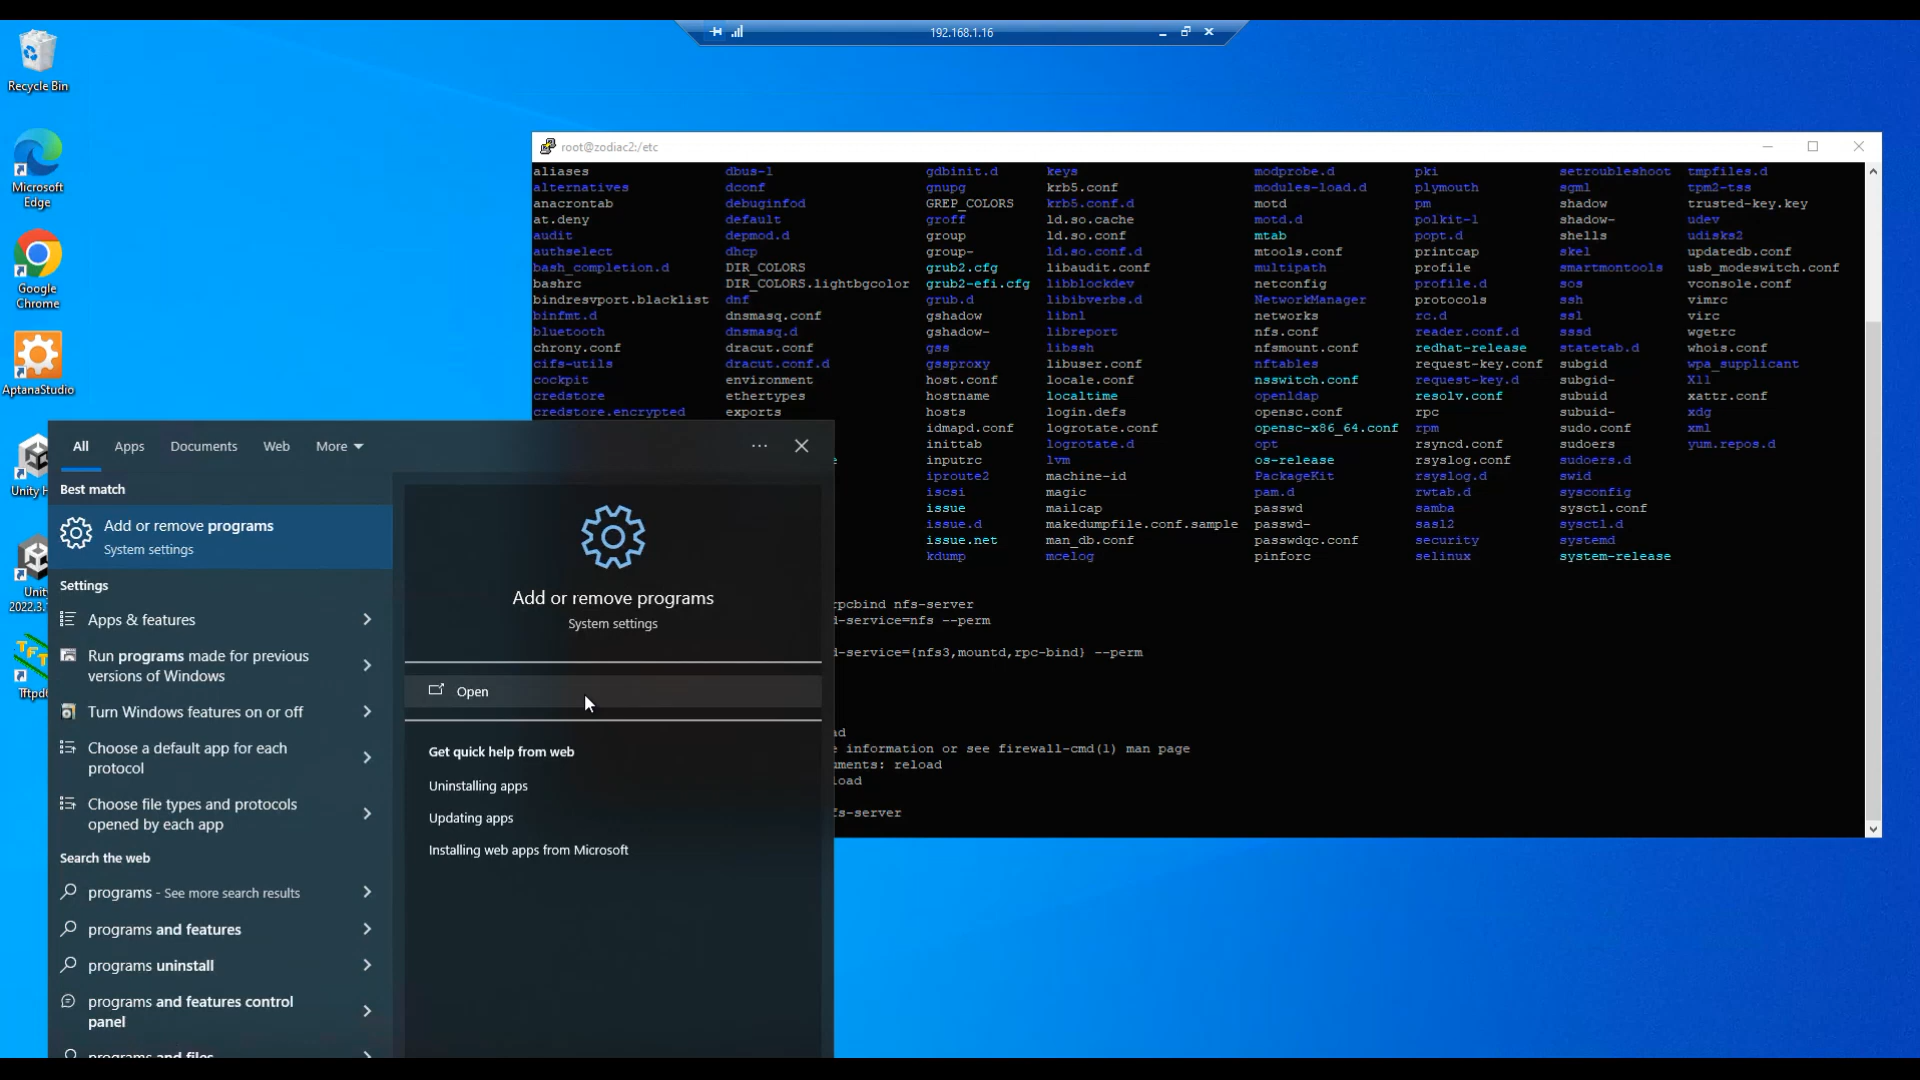 192.168.1.16
Recycle Bin
Microsoft
Edge
Google
Chrome
AptanaStudio
Unity H
Unity
2022.3.
Tftpd
root@zodiac2:/etc
aliases dbus-1 gdbinit.d keys modprobe.d pki setroubleshoot tmpfiles.d
alternatives dconf gnupg krb5.conf modules-load.d plymouth sgml tpm2-tss
anacrontab debuginfod GREP_COLORS krb5.conf.d motd pm shadow trusted-key.key
at.deny default groff ld.so.cache motd.d polkit-1 shadow- udev
audit depmod.d group ld.so.conf mtab popt.d shells udisks2
authselect dhcp group- ld.so.conf.d mtools.conf printcap skel updatedb.conf
bash_completion.d DIR_COLORS grub2.cfg libaudit.conf multipath profile smartmontools usb_modeswitch.conf
bashrc DIR_COLORS.lightbgcolor grub2-efi.cfg libblockdev netconfig profile.d sos vconsole.conf
bindresvport.blacklist dnf grub.d libibverbs.d NetworkManager protocols ssh vimrc
binfmt.d dnsmasq.conf gshadow libnl networks rc.d ssl virc
bluetooth dnsmasq.d gshadow- libreport nfs.conf reader.conf.d sssd wgetrc
chrony.conf dracut.conf gss libssh nfsmount.conf redhat-release statetab.d whois.conf
cifs-utils dracut.conf.d gssproxy libuser.conf nftables request-key.conf subgid wpa_supplicant
cockpit environment host.conf locale.conf nsswitch.conf request-key.d subgid- X11
credstore ethertypes hostname localtime openldap resolv.conf subuid xattr.conf
credstore.encrypted exports hosts login.defs opensc.conf rpc subuid- xdg
idmapd.conf logrotate.conf opensc-x86_64.conf rpm sudo.conf xml
inittab logrotate.d opt rsyncd.conf sudoers yum.repos.d
inputrc lvm os-release rsyslog.conf sudoers.d
iproute2 machine-id PackageKit rsyslog.d swid
iscsi magic pam.d rwtab.d sysconfig
issue mailcap passwd samba sysctl.conf
issue.d makedumpfile.conf.sample passwd- sasl2 sysctl.d
issue.net man_db.conf passwdqc.conf security systemd
kdump mcelog pinforc selinux system-release
rpcbind nfs-server
d-service=nfs --perm
d-service={nfs3,mountd,rpc-bind} --perm
ad
e information or see firewall-cmd(1) man page
uments: reload
load
fs-server
All Apps Documents Web More
Best match
Add or remove programs
System settings
Settings
Apps & features
Run programs made for previous
versions of Windows
Turn Windows features on or off
Choose a default app for each
protocol
Choose file types and protocols
opened by each app
Search the web
programs - See more search results
programs and features
programs uninstall
programs and features control
panel
programs and files
Add or remove programs
System settings
Open
Get quick help from web
Uninstalling apps
Updating apps
Installing web apps from Microsoft